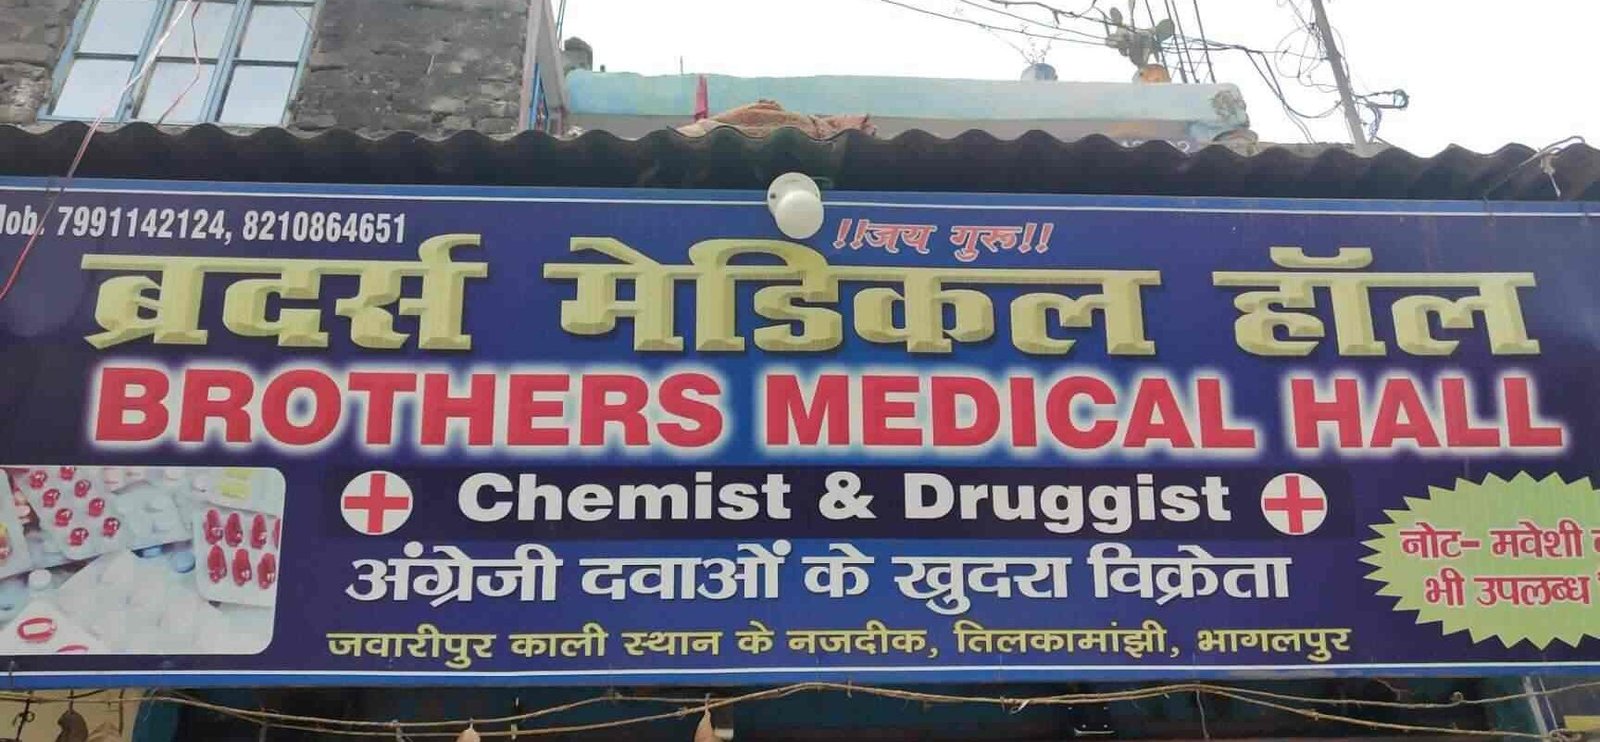 Mob. 7991142124, 8210864651
!!जय गुरू!!
ब्रदर्स मेडिकल हॉल
BROTHERS MEDICAL HALL
Chemist & Druggist
अंग्रेजी दवाओं के खुदरा विक्रेता
जवारीपुर काली स्थान के नजदीक, तिलकामांझी, भागलपुर
नोट- मवेशी
भी उपलब्ध